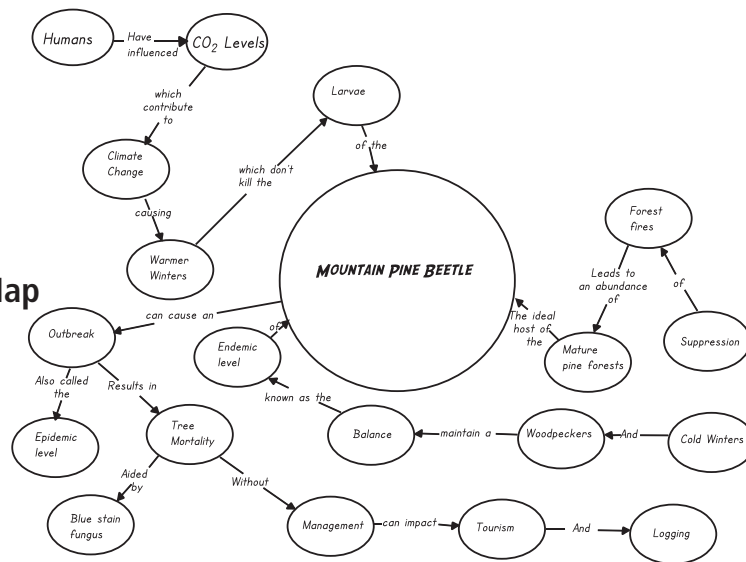 Humans
Have
influenced
CO₂ Levels
which
contribute
to
Climate
Change
causing
Warmer
Winters
which don't
kill the
Larvae
of the
MOUNTAIN PINE BEETLE
can cause an
Outbreak
Also called
the
Epidemic
level
Results in
Tree
Mortality
Aided
by
Blue stain
fungus
Without
Management
can impact
Tourism
And
Logging
Cold Winters
And
Woodpeckers
maintain a
Balance
known as the
Endemic
level
of
Suppression
of
Forest
fires
Leads to
an abundance
of
Mature
pine forests
The ideal
host of
the